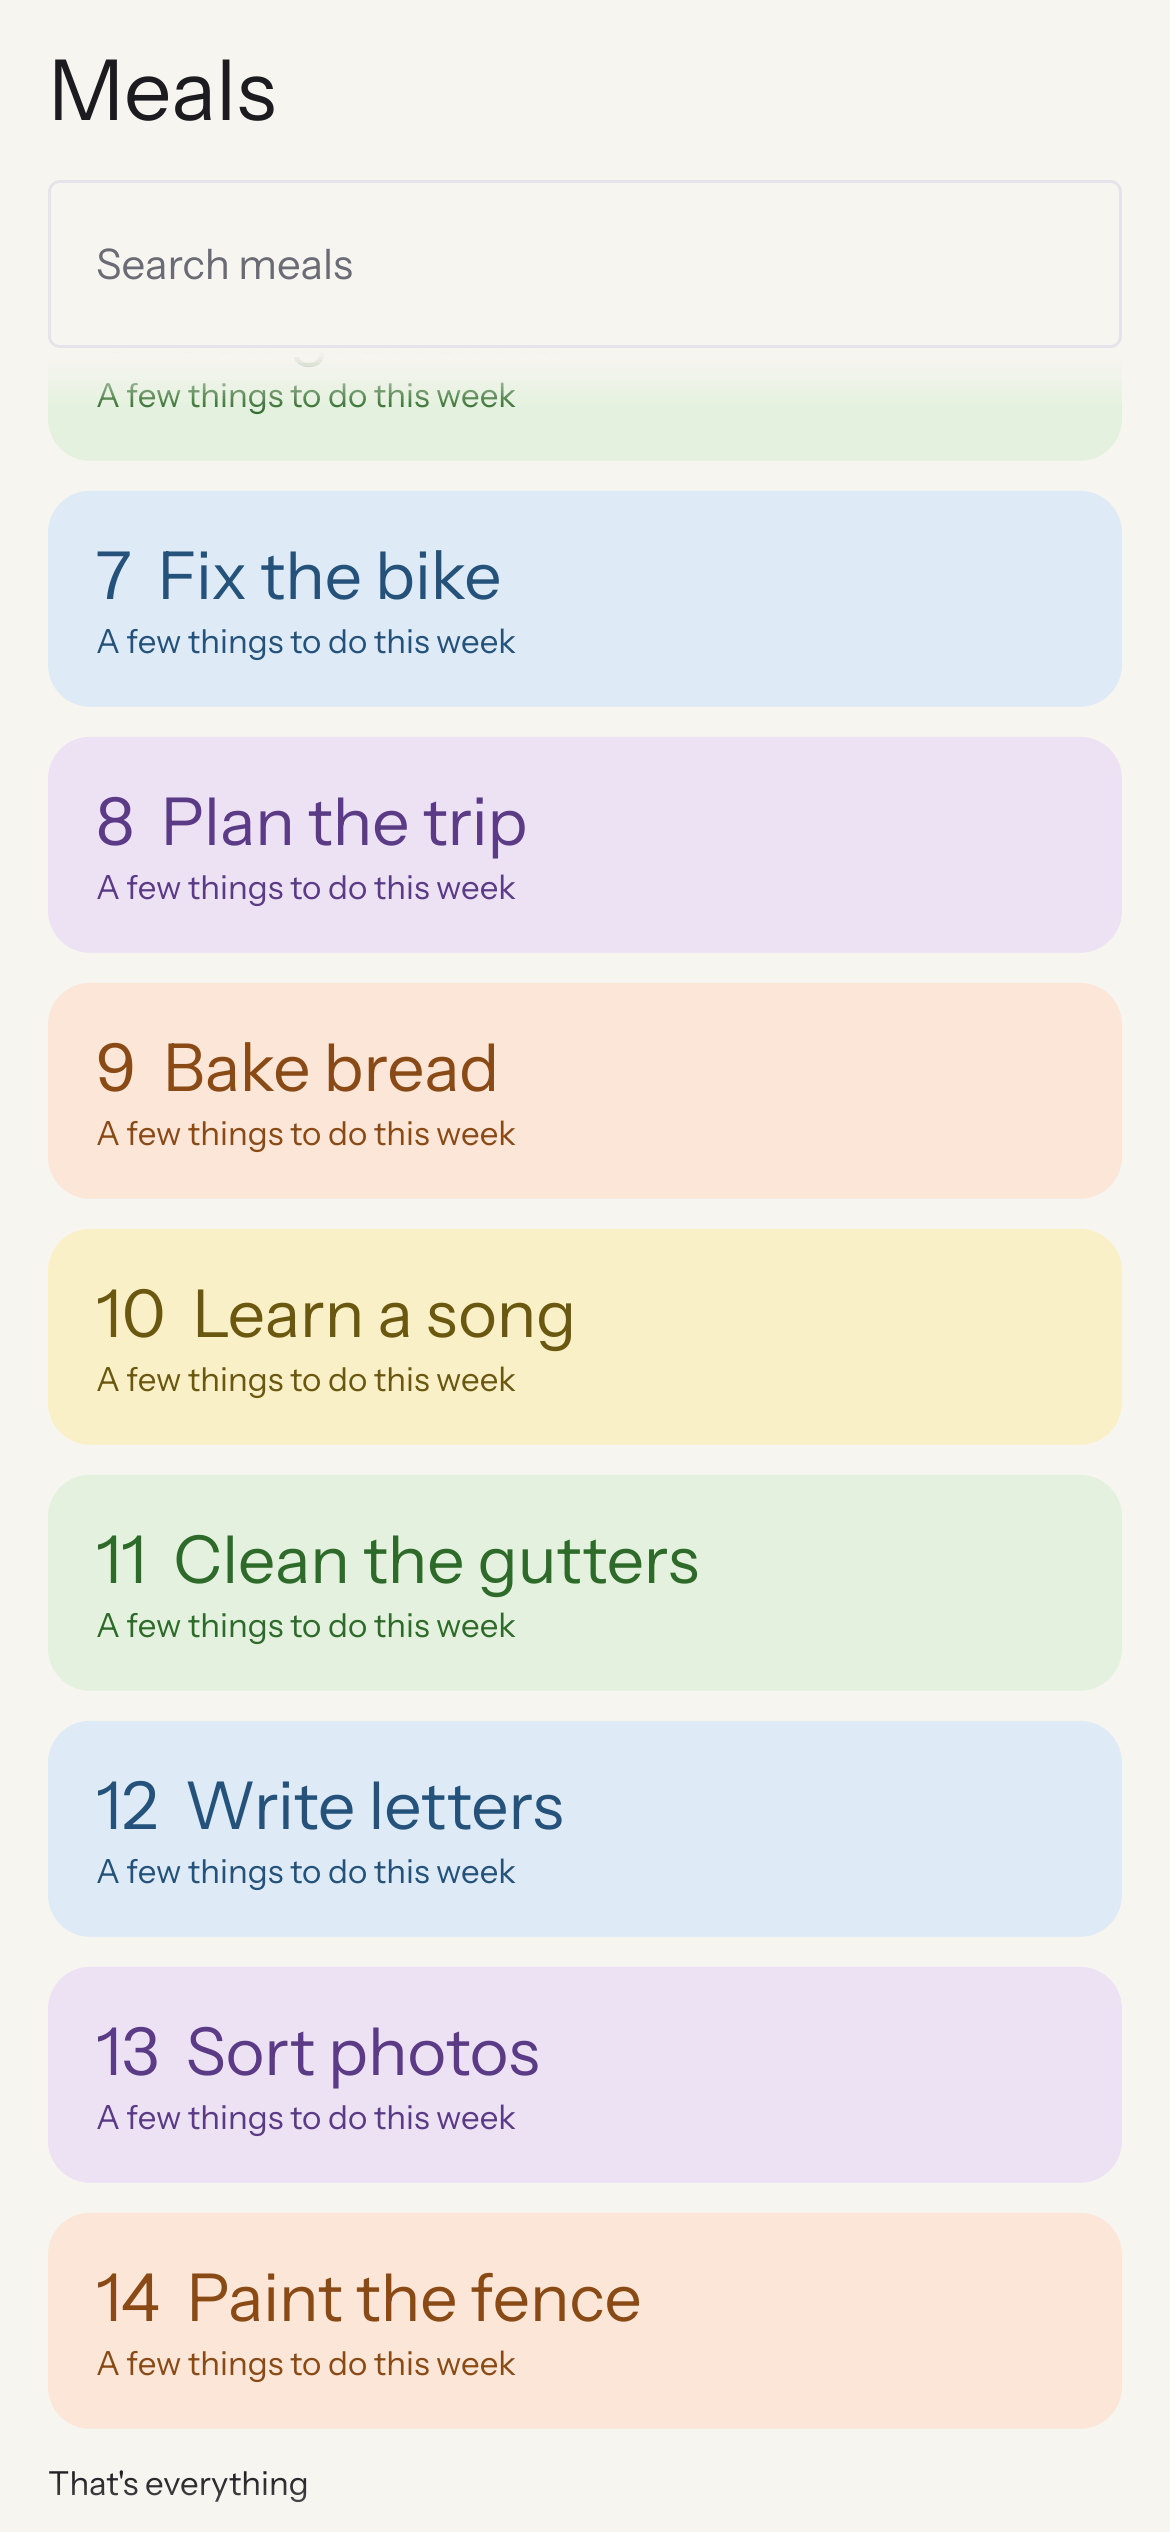 Meals
Search meals
A few things to do this week
7 Fix the bike
A few things to do this week
8 Plan the trip
A few things to do this week
9 Bake bread
A few things to do this week
10 Learn a song
A few things to do this week
11 Clean the gutters
A few things to do this week
12 Write letters
A few things to do this week
13 Sort photos
A few things to do this week
14 Paint the fence
A few things to do this week
That's everything